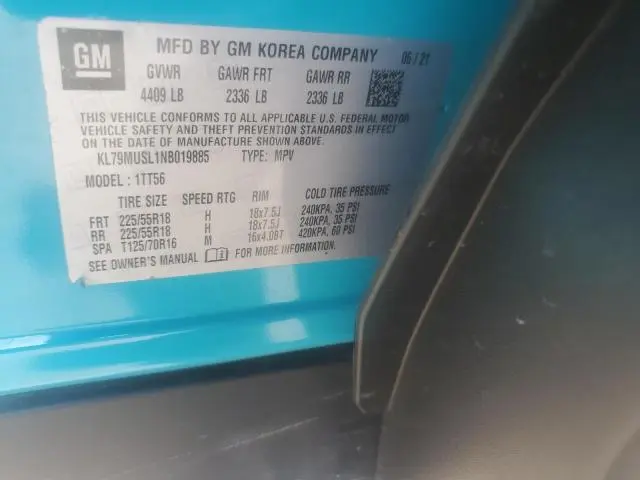 GM
MFD BY GM KOREA COMPANY 05/21
GVWR GAWR FRT GAWR RR
4409 LB 2336 LB 2336 LB
THIS VEHICLE CONFORMS TO ALL APPLICABLE U.S. FEDERAL MOTOR
VEHICLE SAFETY AND THEFT PREVENTION STANDARDS IN EFFECT ON
THE DATE OF MANUFACTURE SHOWN ABOVE.
KL79MUSL1NB019885 TYPE: MPV
MODEL: 1TT56
TIRE SIZE SPEED RTG RIM COLD TIRE PRESSURE
FRT 225/55R18 H 18x7.5J 240KPA, 35 PSI
RR 225/55R18 H 18x7.5J 240KPA, 35 PSI
SPA T125/70R16 M 16x4.0BT 420KPA, 60 PSI
SEE OWNER'S MANUAL FOR MORE INFORMATION.